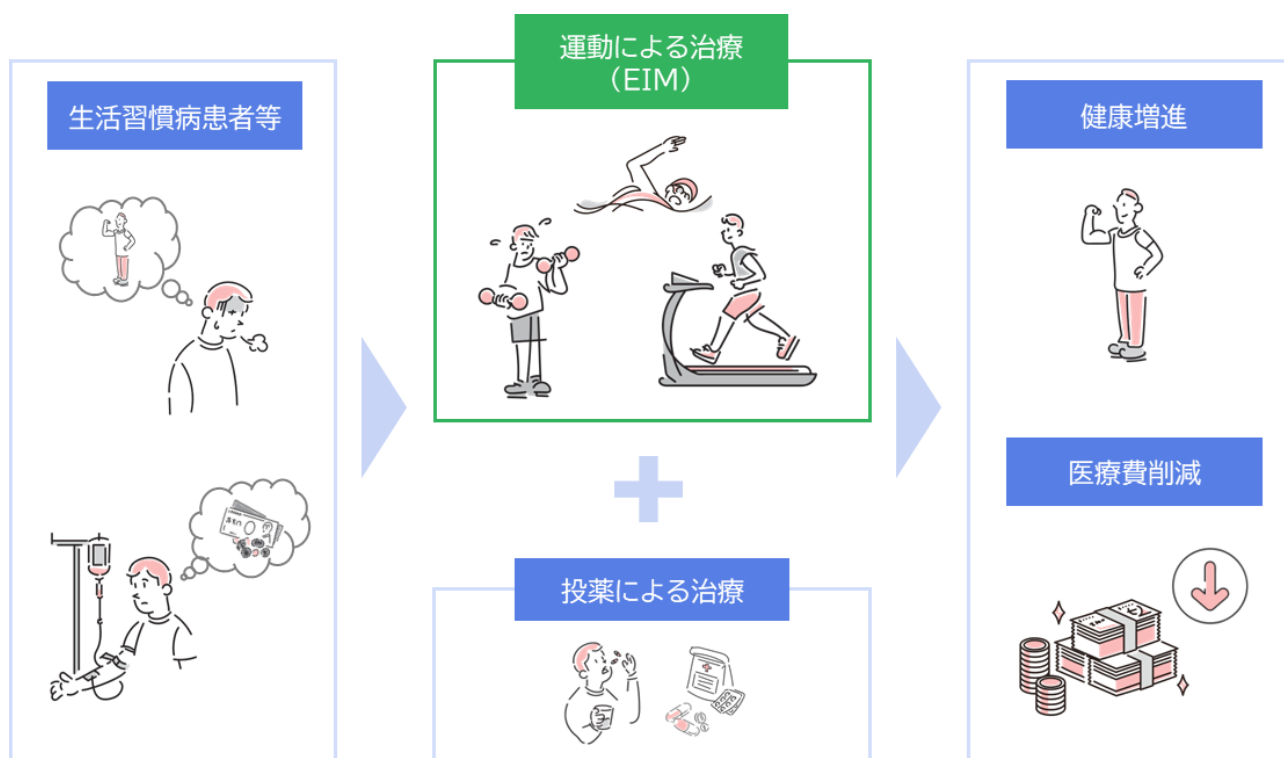 生活習慣病患者等
運動による治療
（EIM）
投薬による治療
健康増進
医療費削減